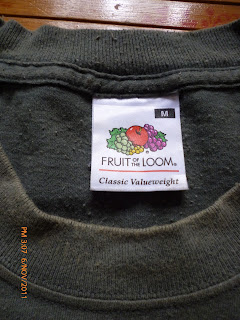 M
FRUIT OF THE LOOM®
Classic Valueweight
PM 3:07 6/NOV/2011